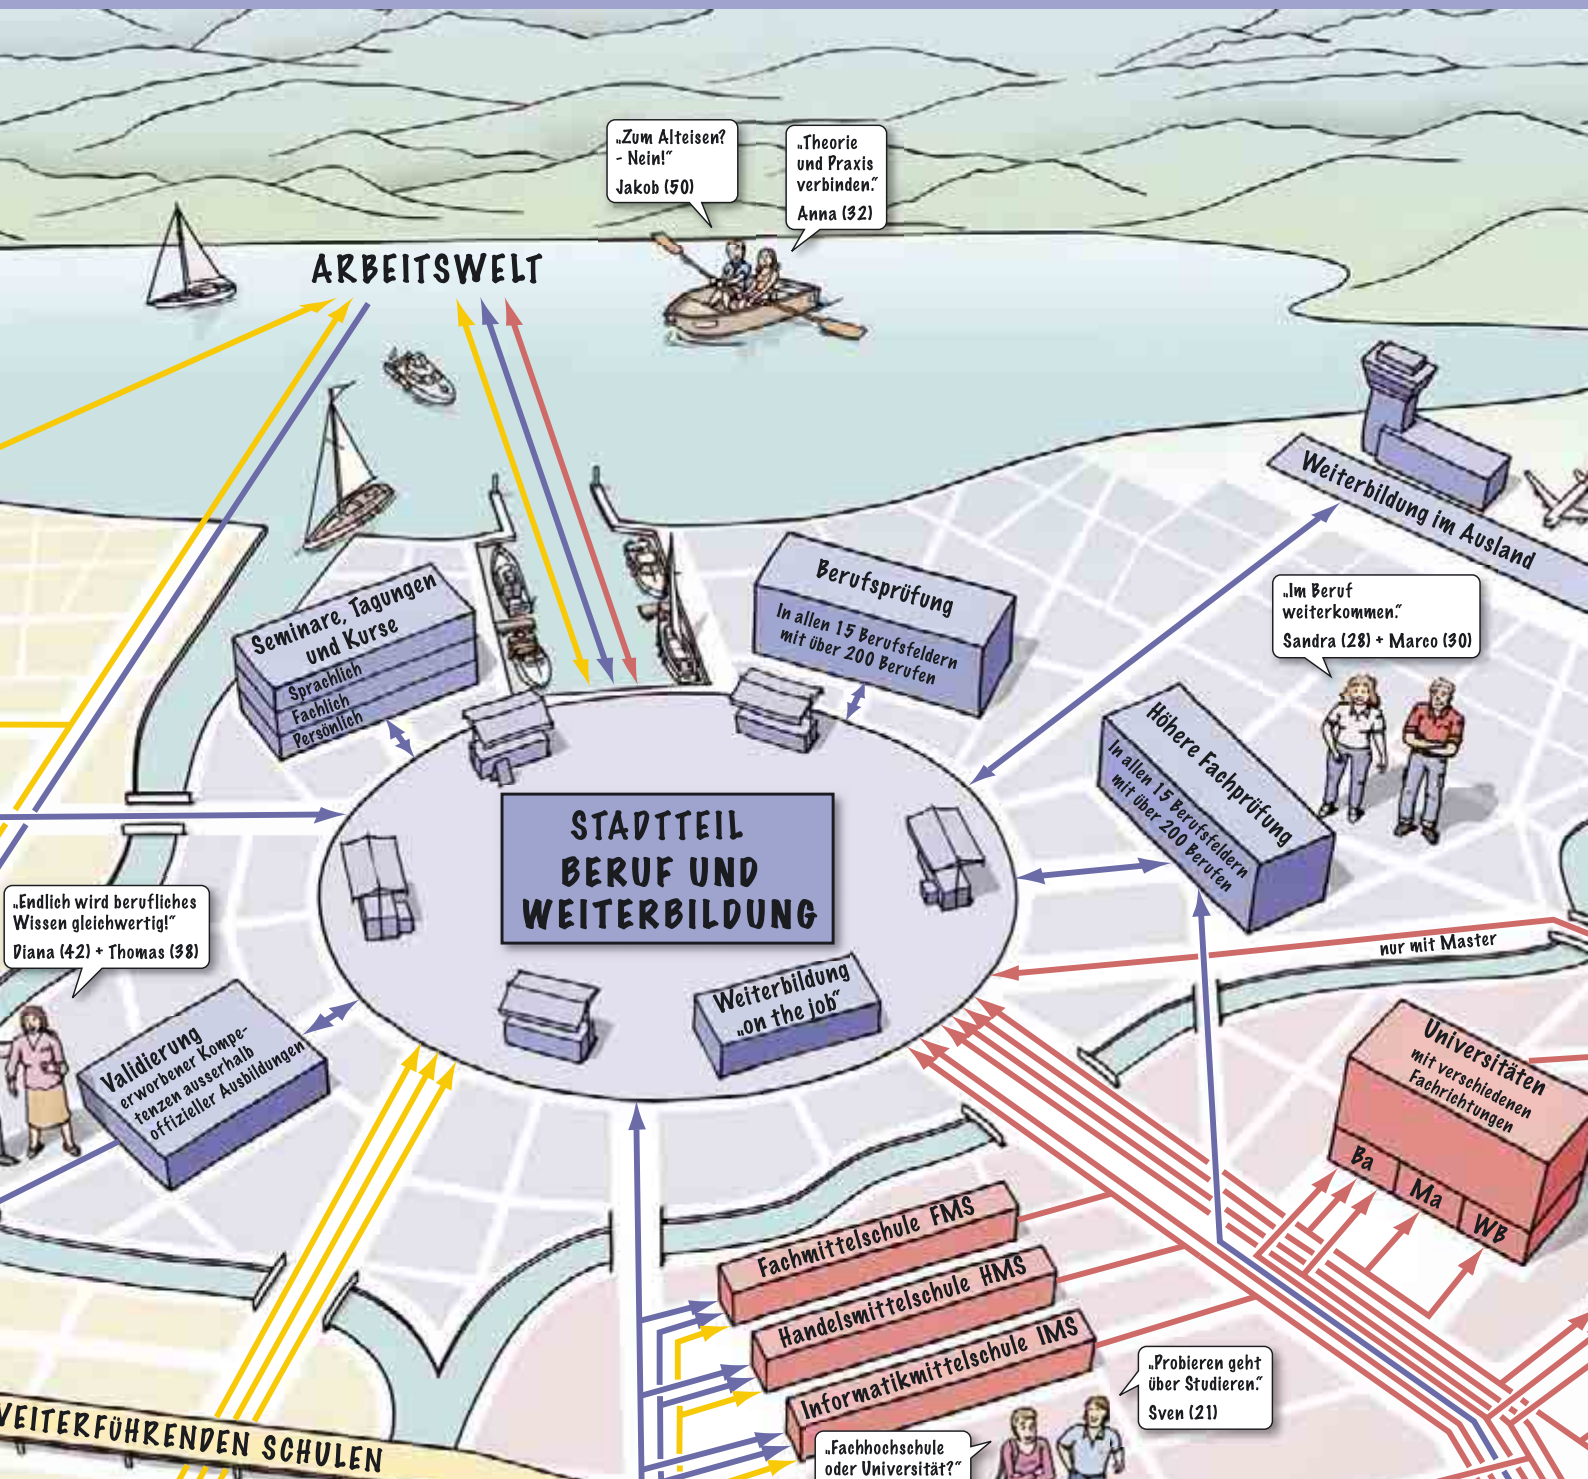 „Zum Alteisen?
- Nein!"
Jakob (50)
„Theorie
und Praxis
verbinden."
Anna (32)
ARBEITSWELT
Weiterbildung im Ausland
Seminare, Tagungen
und Kurse
Sprachlich
Fachlich
Persönlich
Berufsprüfung
In allen 15 Berufsfeldern
mit über 200 Berufen
„Im Beruf
weiterkommen."
Sandra (28) + Marco (30)
Höhere Fachprüfung
In allen 15 Berufsfeldern
mit über 200 Berufen
STADTTEIL
BERUF UND
WEITERBILDUNG
„Endlich wird berufliches
Wissen gleichwertig!"
Diana (42) + Thomas (38)
nur mit Master
Weiterbildung
„on the job"
Validierung
erworbener Kompe-
tenzen ausserhalb
offizieller Ausbildungen
Universitäten
mit verschiedenen
Fachrichtungen
Ba
Ma
WB
Fachmittelschule FMS
Handelsmittelschule HMS
Informatikmittelschule IMS
„Probieren geht
über Studieren."
Sven (21)
WEITERFÜHRENDEN SCHULEN
„Fachhochschule
oder Universität?"